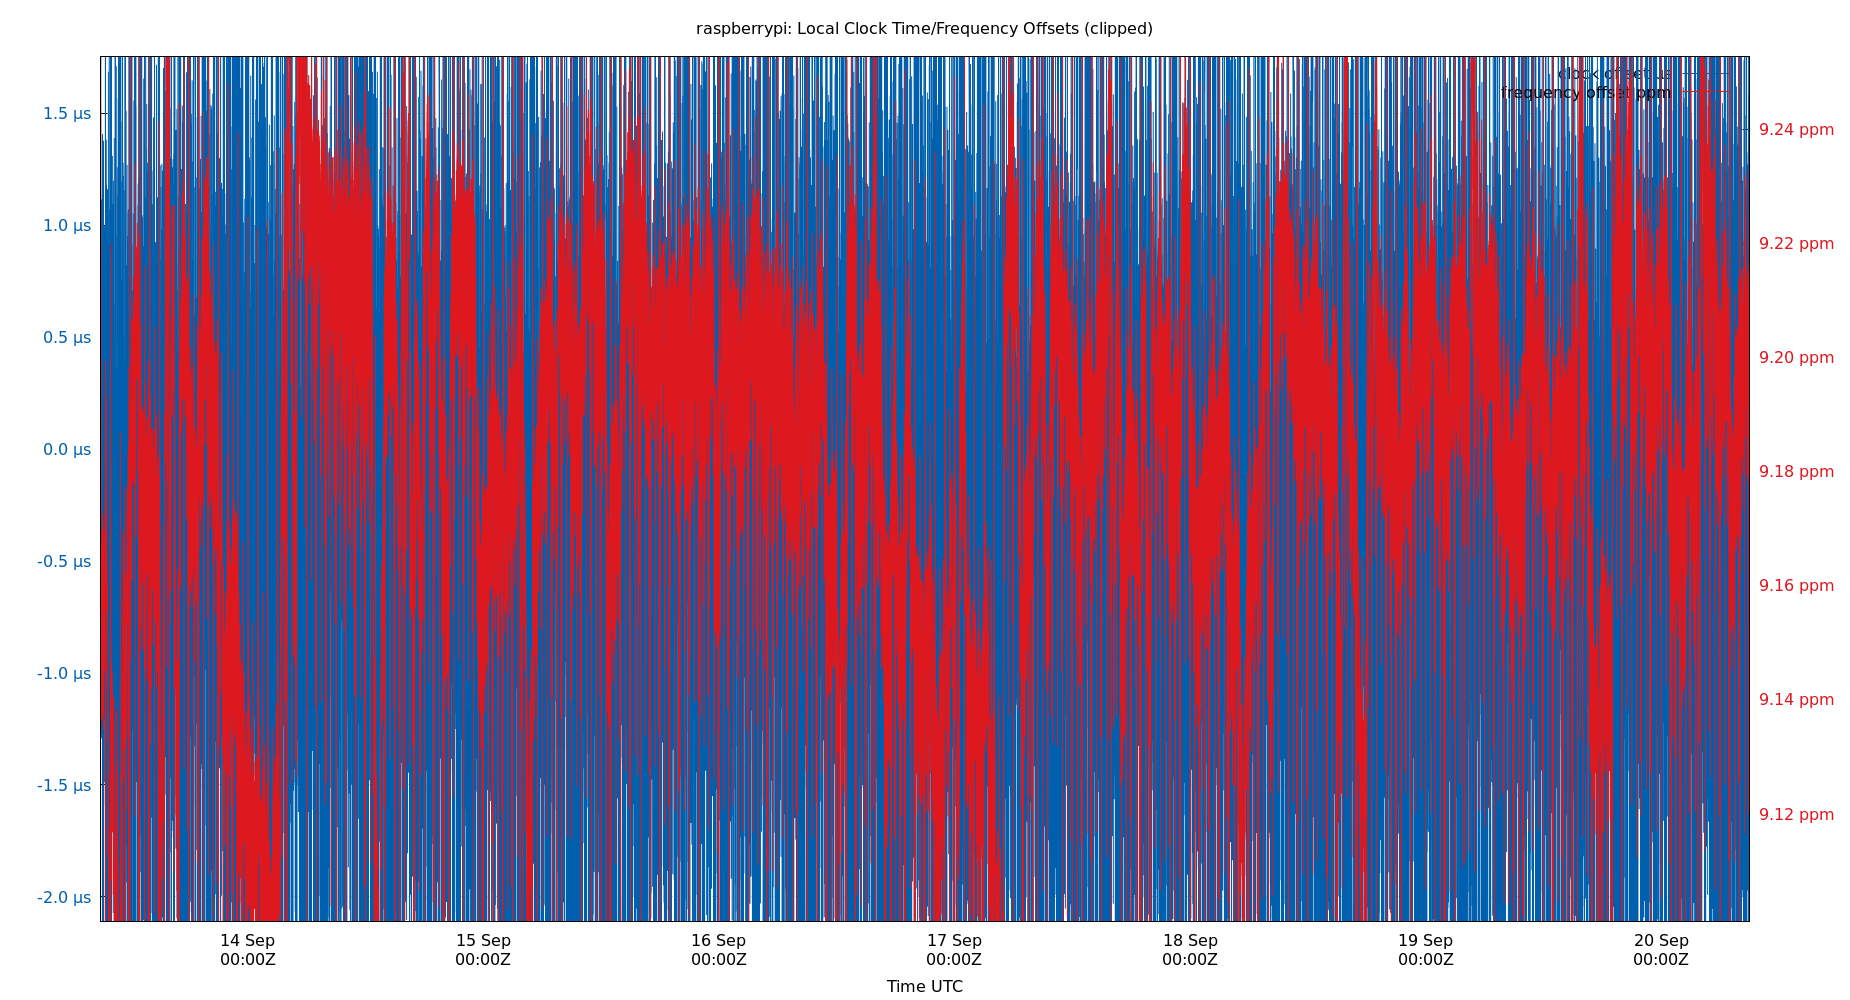 raspberrypi: Local Clock Time/Frequency Offsets (clipped)
clock offset us
frequency offset ppm
1.5 µs
1.0 µs
0.5 µs
0.0 µs
-0.5 µs
-1.0 µs
-1.5 µs
-2.0 µs
9.24 ppm
9.22 ppm
9.20 ppm
9.18 ppm
9.16 ppm
9.14 ppm
9.12 ppm
14 Sep 15 Sep 16 Sep 17 Sep 18 Sep 19 Sep 20 Sep
00:00Z 00:00Z 00:00Z 00:00Z 00:00Z 00:00Z 00:00Z
Time UTC